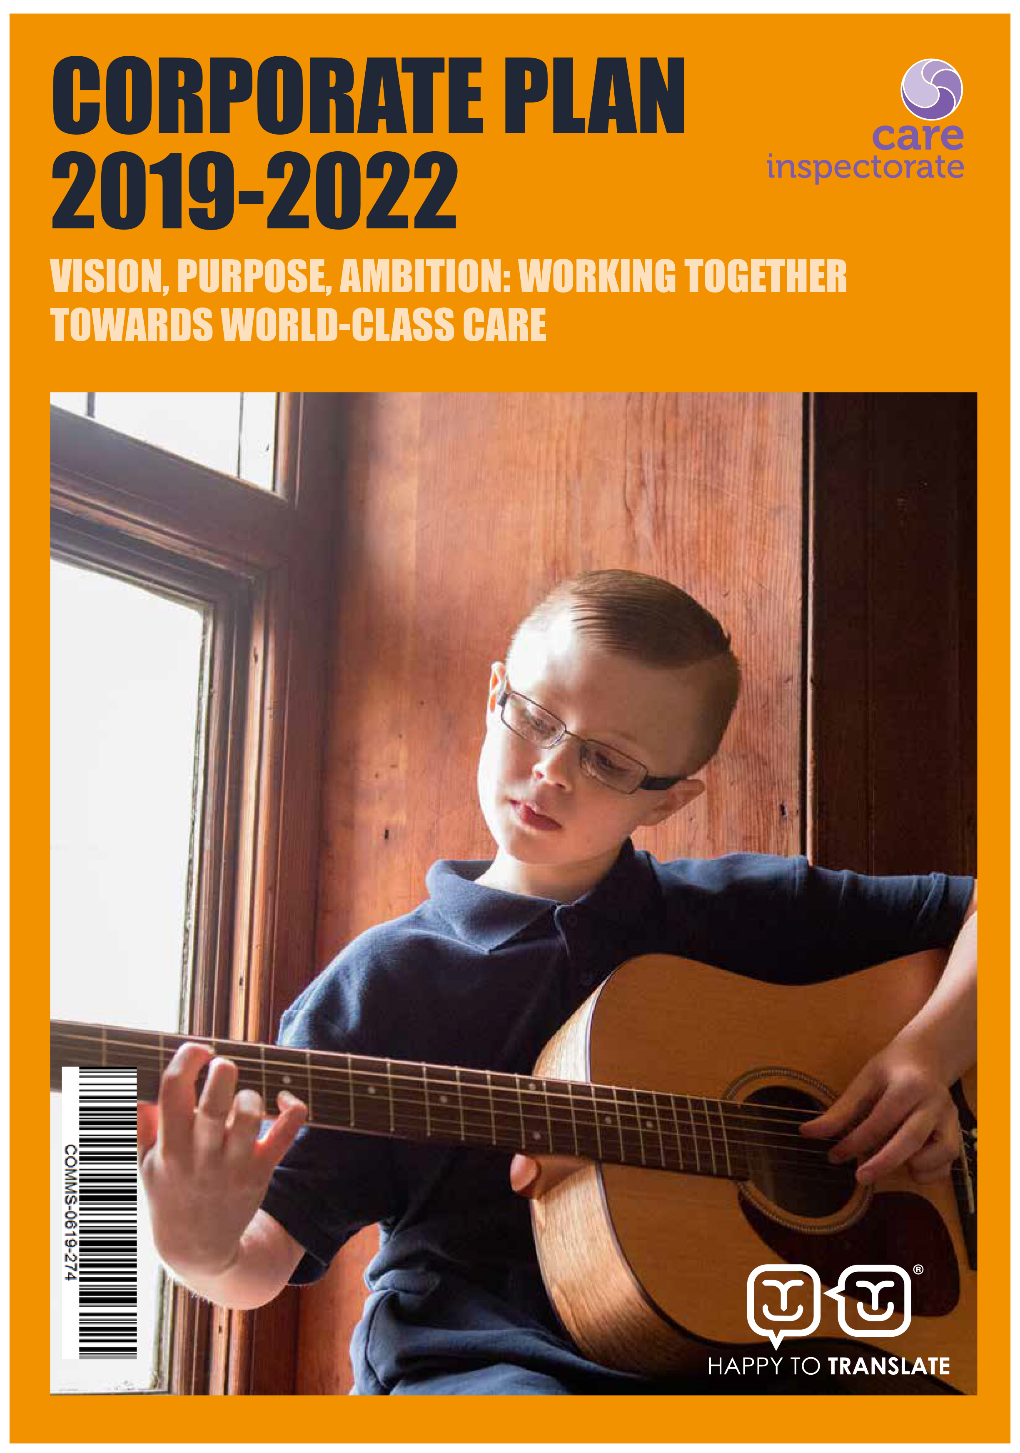 CORPORATE PLAN
2019-2022
care
inspectorate
VISION, PURPOSE, AMBITION: WORKING TOGETHER
TOWARDS WORLD-CLASS CARE
COMMS-0619-274
®
HAPPY TO TRANSLATE